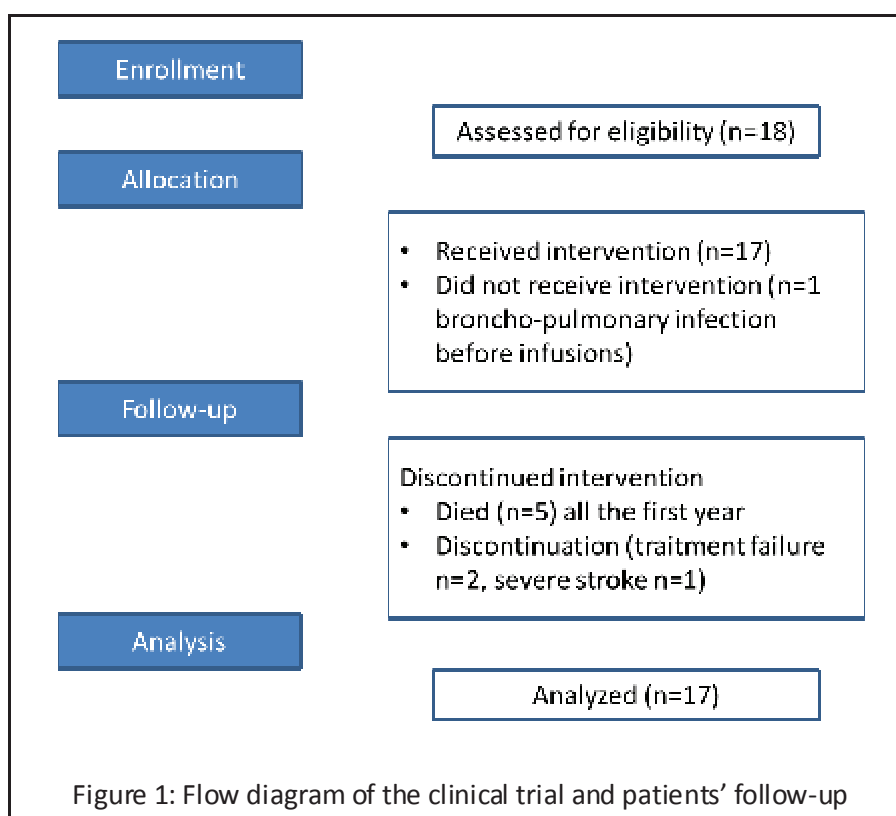 Enrollment
Assessed for eligibility (n=18)
Allocation
• Received intervention (n=17)
• Did not receive intervention (n=1
broncho-pulmonary infection
before infusions)
Follow-up
Discontinued intervention
• Died (n=5) all the first year
• Discontinuation (traitment failure
n=2, severe stroke n=1)
Analysis
Analyzed (n=17)
Figure 1: Flow diagram of the clinical trial and patients’ follow-up